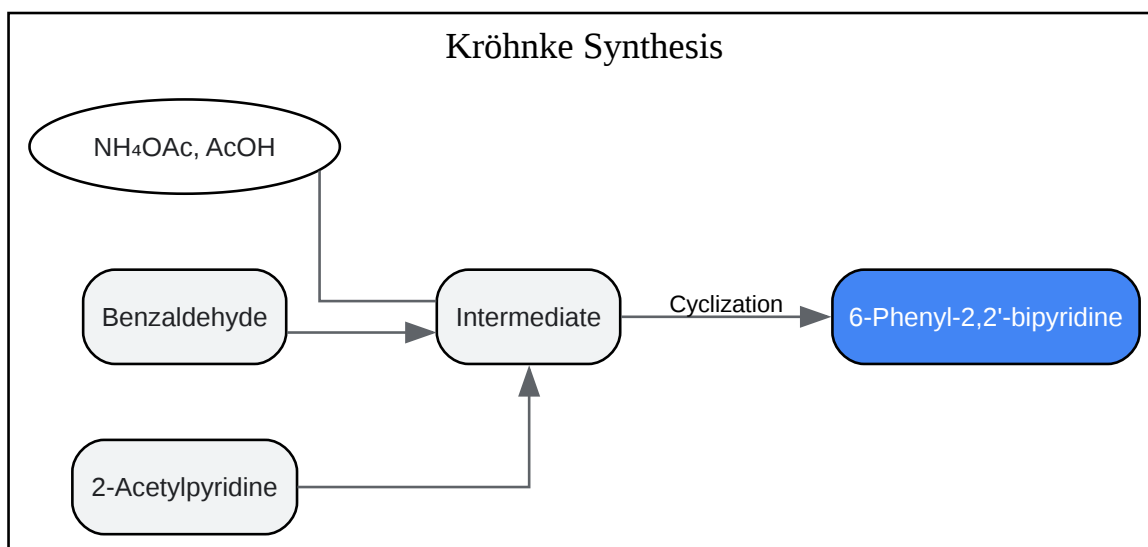 Kröhnke Synthesis
NH₄OAc, AcOH
Benzaldehyde
Intermediate
Cyclization
6-Phenyl-2,2'-bipyridine
2-Acetylpyridine